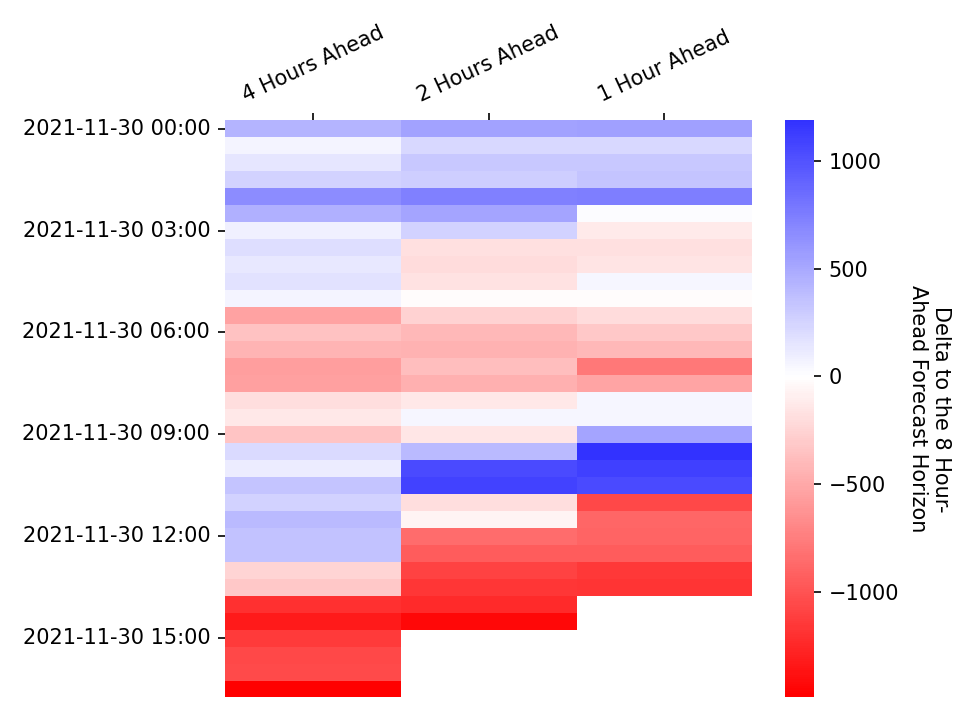 4 Hours Ahead
2 Hours Ahead
1 Hour Ahead
2021-11-30 00:00
2021-11-30 03:00
2021-11-30 06:00
2021-11-30 09:00
2021-11-30 12:00
2021-11-30 15:00
1000
500
0
−500
−1000
Delta to the 8 Hour-
Ahead Forecast Horizon